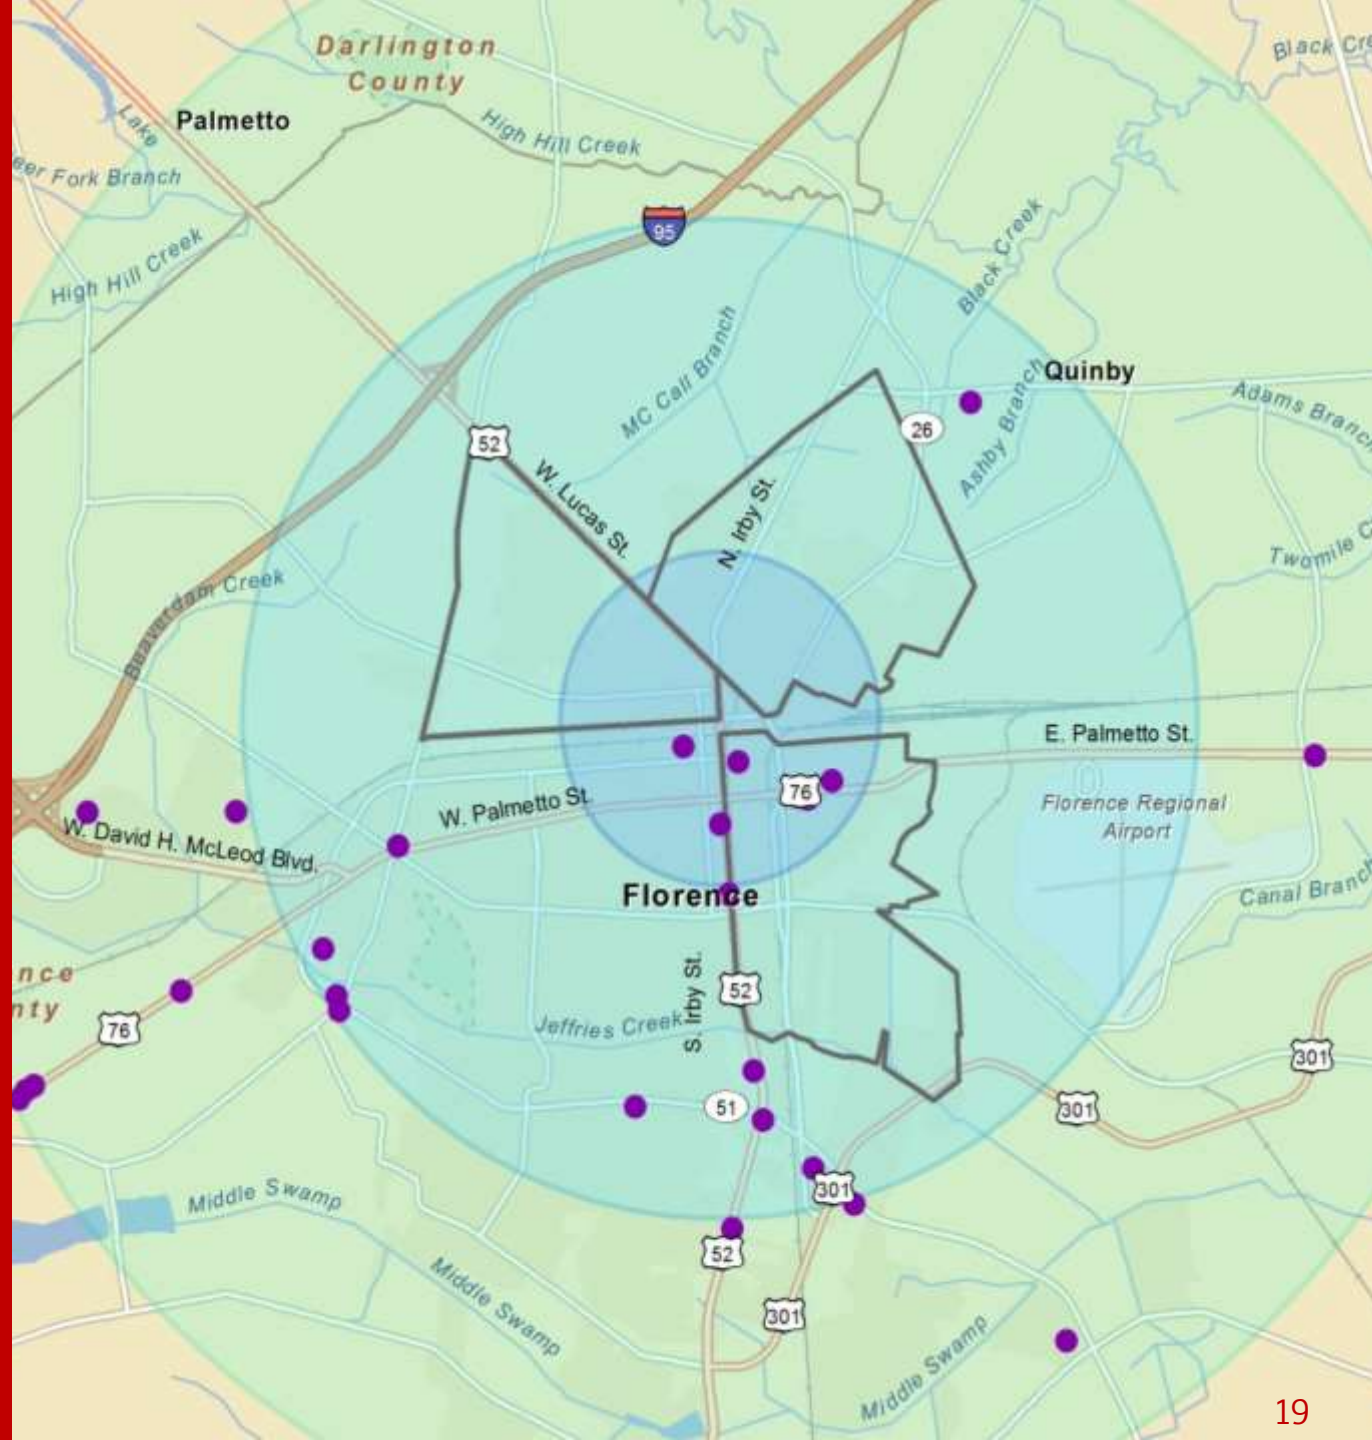 Darlington
County
Black Cre
Palmetto
Lake
High Hill Creek
eer Fork Branch
95
High Hill Creek
Black Creek
MC Call Branch
Quinby
Adams Branch
26
52
Ashby Branch
W. Lucas St.
N. Irby St.
Twomile C
Beaverdam Creek
E. Palmetto St.
76
W. Palmetto St.
Florence Regional
Airport
W. David H. McLeod Blvd.
Florence
Canal Branch
nce
nty
52
S. Irby St.
Jeffries Creek
76
301
51
301
Middle Swamp
301
52
Middle Swamp
301
Middle Swamp
19